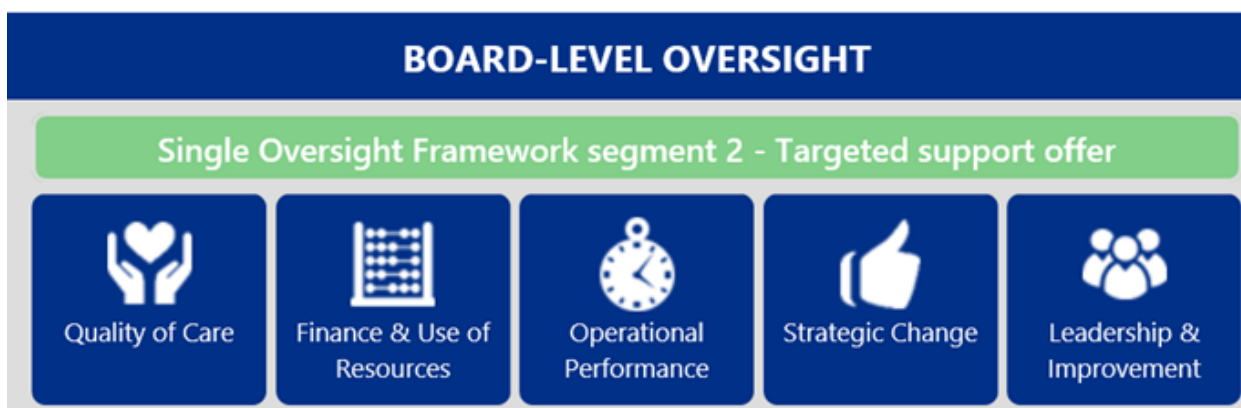 BOARD-LEVEL OVERSIGHT
Single Oversight Framework segment 2 - Targeted support offer
Quality of Care
Finance & Use of
Resources
Operational
Performance
Strategic Change
Leadership &
Improvement